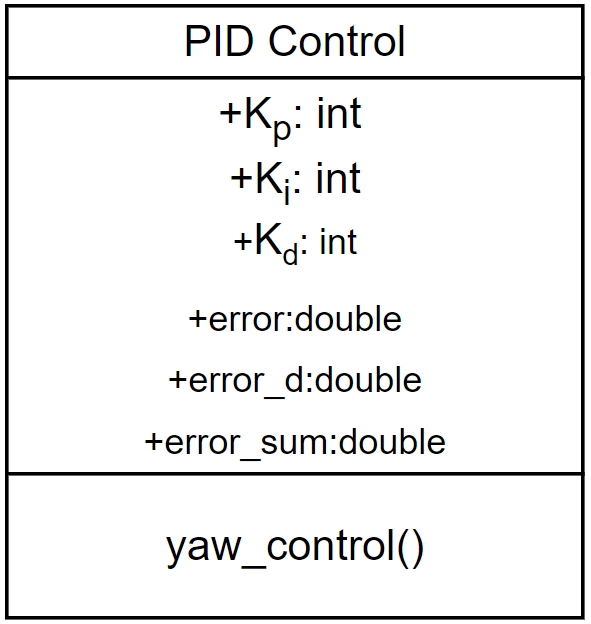 PID Control
+Kp: int
+Ki: int
+Kd: int
+error:double
+error_d:double
+error_sum:double
yaw_control()